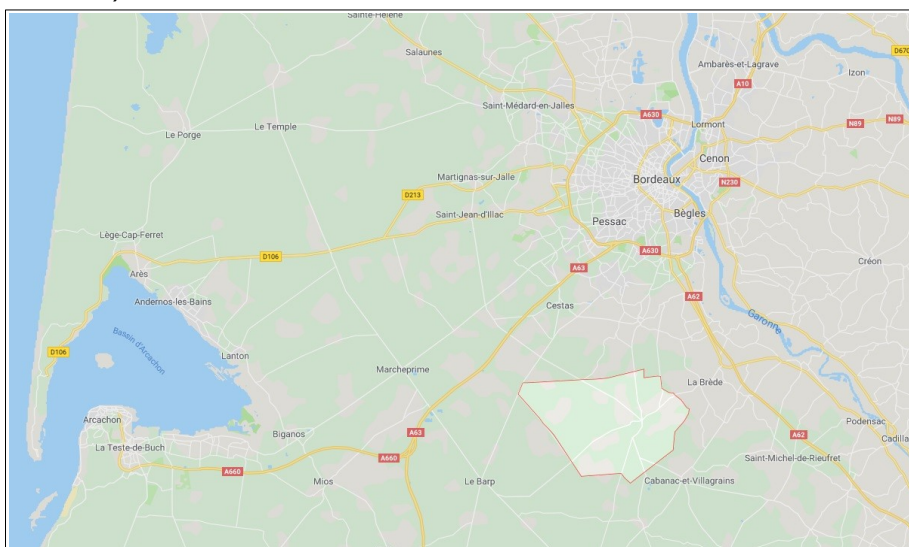 Sainte-Hélène
Salaunes
Ambarès-et-Lagrave
D670
Izon
A10
Saint-Médard-en-Jalles
A630
Le Porge
Le Temple
Lormont
N89
N89
Cenon
Bordeaux
N230
Martignas-sur-Jalle
D213
Saint-Jean-d'Illac
Pessac
Bègles
Lège-Cap-Ferret
D106
A630
Créon
Arès
A63
Andernos-les-Bains
Cestas
A62
Garonne
Bassin d'Arcachon
D106
Lanton
Marcheprime
La Brède
Arcachon
Podensac
Biganos
A63
A62
Cadilla
La Teste-de-Buch
A660
A660
Saint-Michel-de-Rieufret
Mios
Le Barp
Cabanac-et-Villagrains